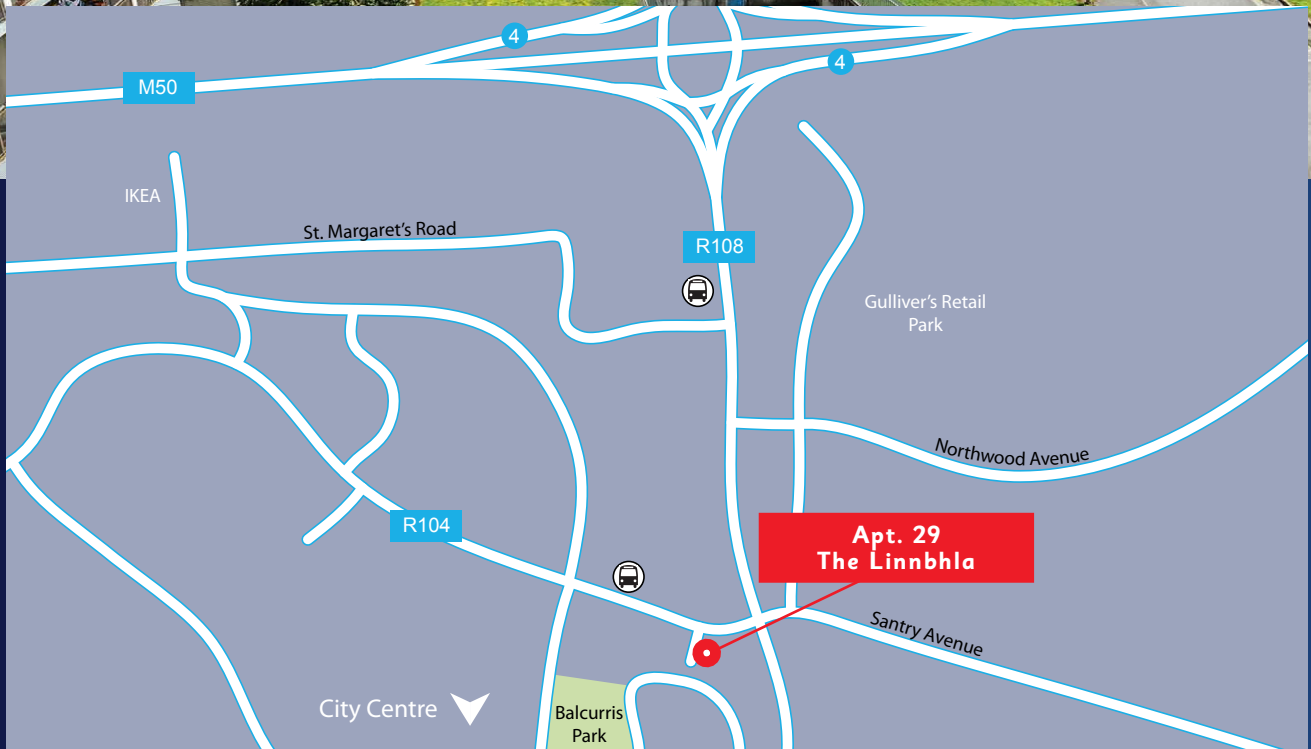 4
4
M50
IKEA
St. Margaret's Road
R108
Gulliver's Retail
Park
Northwood Avenue
R104
Apt. 29
The Linnbhla
Santry Avenue
City Centre
Balcurris
Park